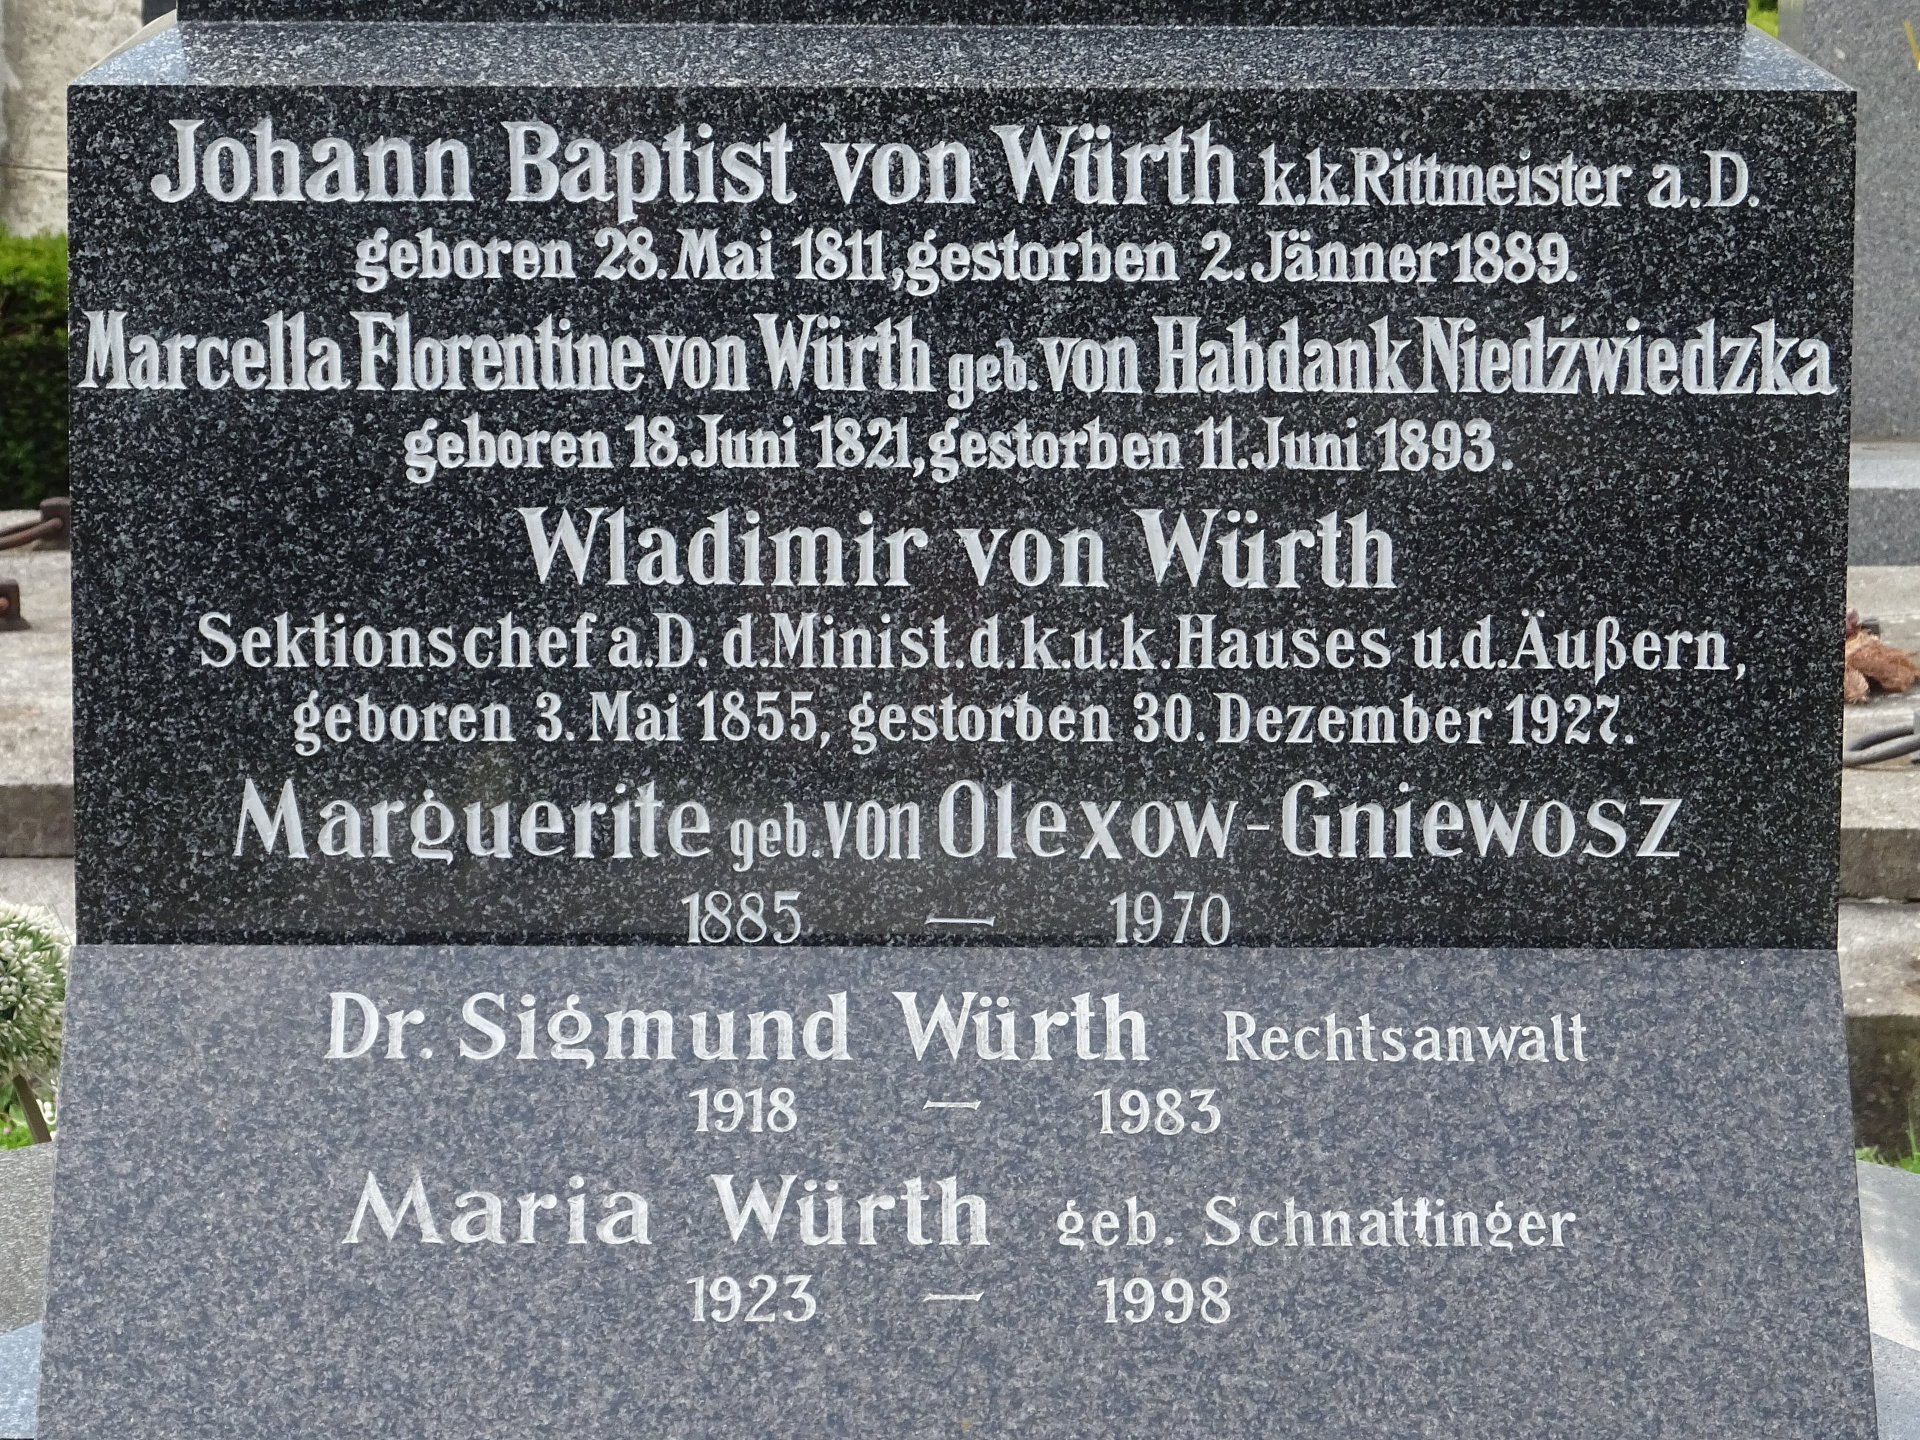 Johann Baptist von Würth k.k.Rittmeister a.D.
geboren 28.Mai 1811,gestorben 2.Jänner 1889.
Marcella Florentine von Würth geb.von Habdank Niedźwiedzka
geboren 18.Juni 1821,gestorben 11.Juni 1893.
Wladimir von Würth
Sektionschef a.D. d.Minist.d.k.u.k.Hauses u.d.Äußern,
geboren 3.Mai 1855, gestorben 30.Dezember 1927.
Marguerite geb.von Olexow-Gniewosz
1885 — 1970
Dr. Sigmund Würth Rechtsanwalt
1918 — 1983
Maria Würth geb. Schnattinger
1923 — 1998